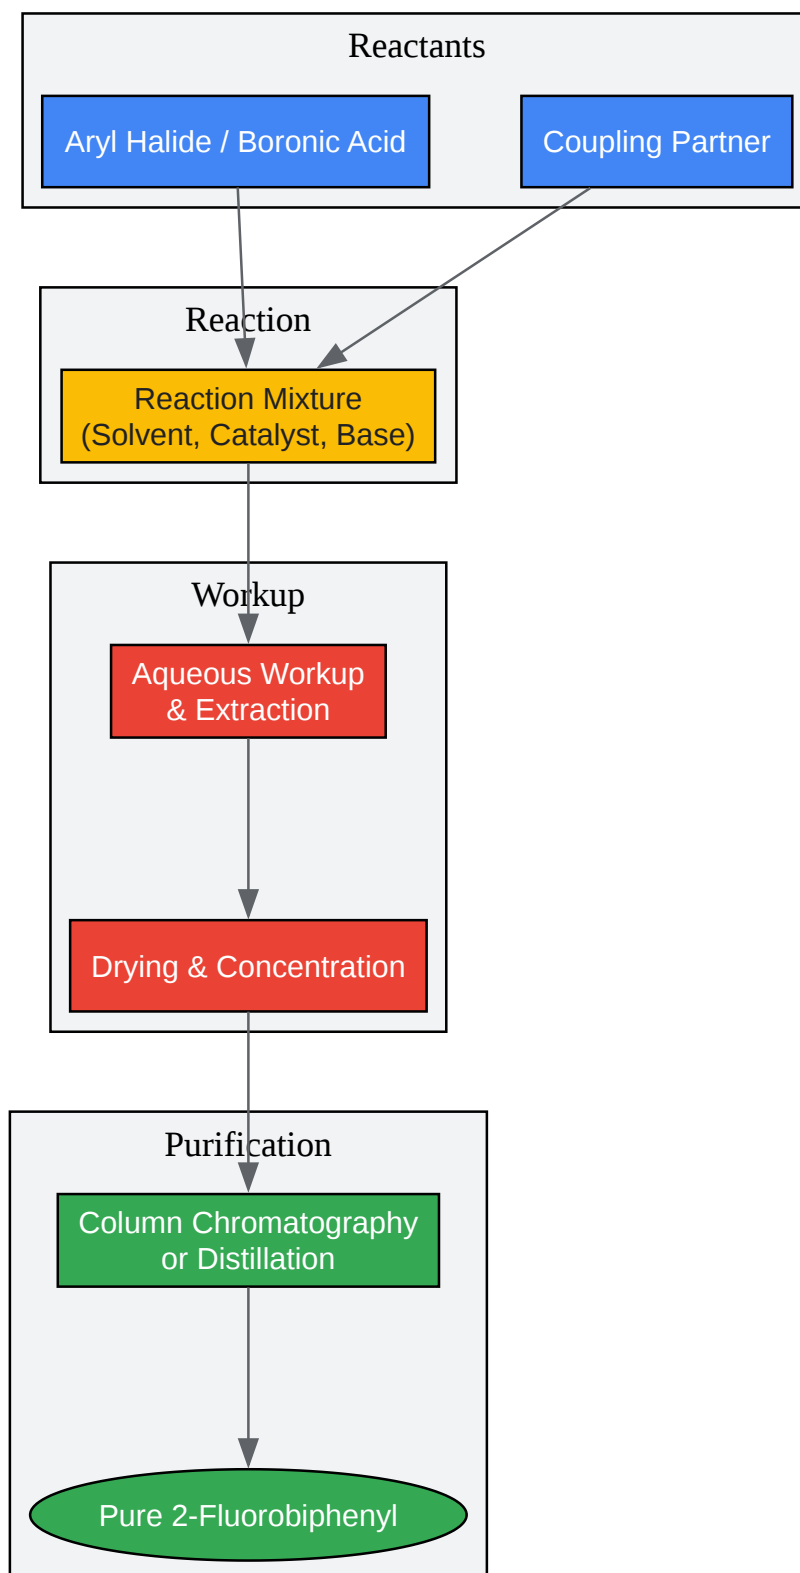 Reactants
Aryl Halide / Boronic Acid
Coupling Partner
Reaction
Reaction Mixture
(Solvent, Catalyst, Base)
Workup
Aqueous Workup
& Extraction
Drying & Concentration
Purification
Column Chromatography
or Distillation
Pure 2-Fluorobiphenyl